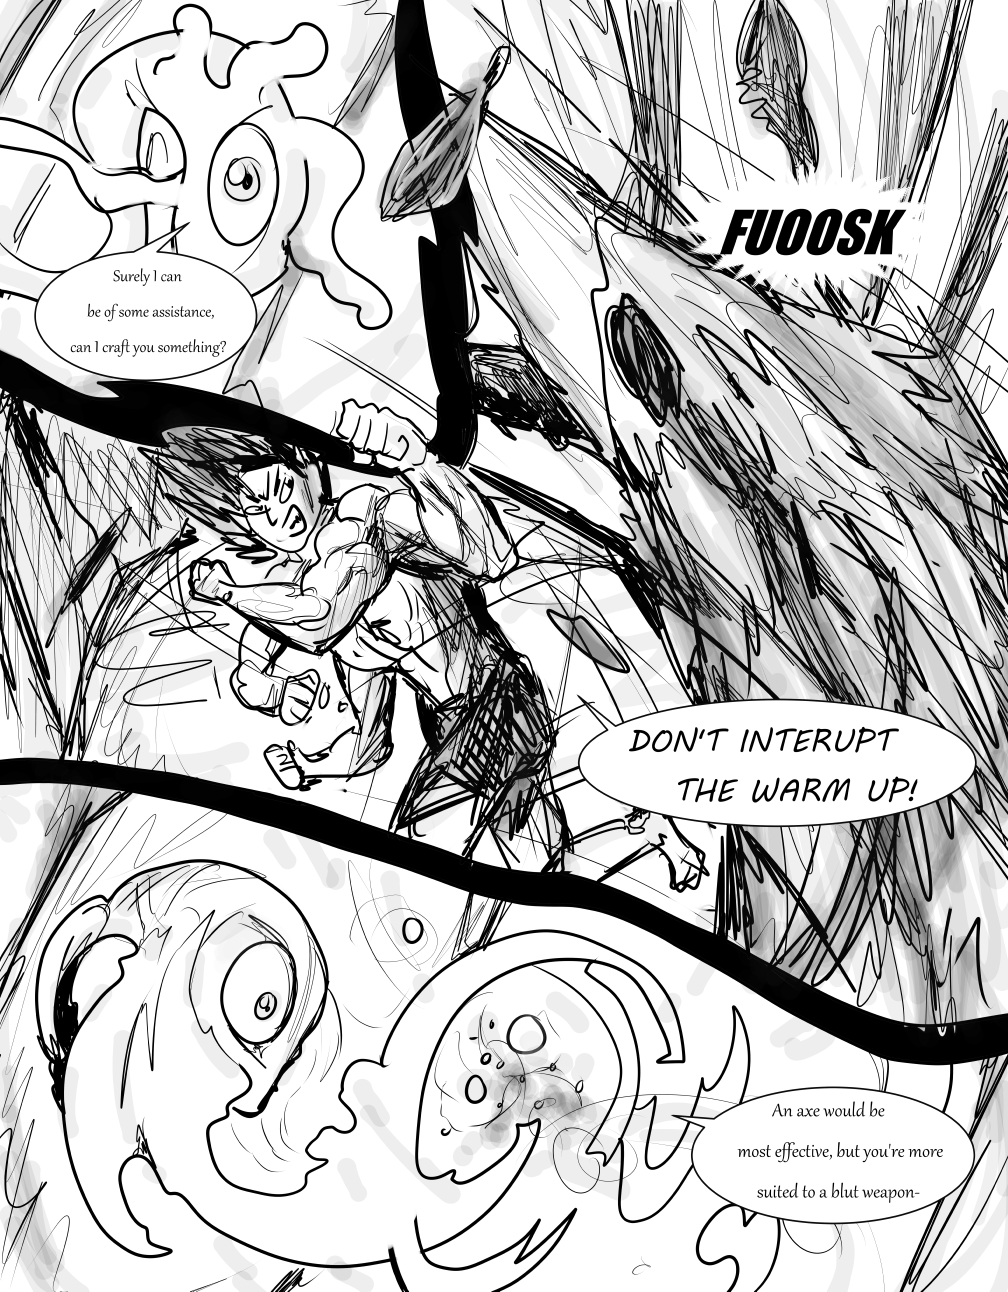 Surely I can
be of some assistance,
can I craft you something?
FUOOSK
DON'T INTERUPT
THE WARM UP!
An axe would be
most effective, but you're more
suited to a blut weapon-